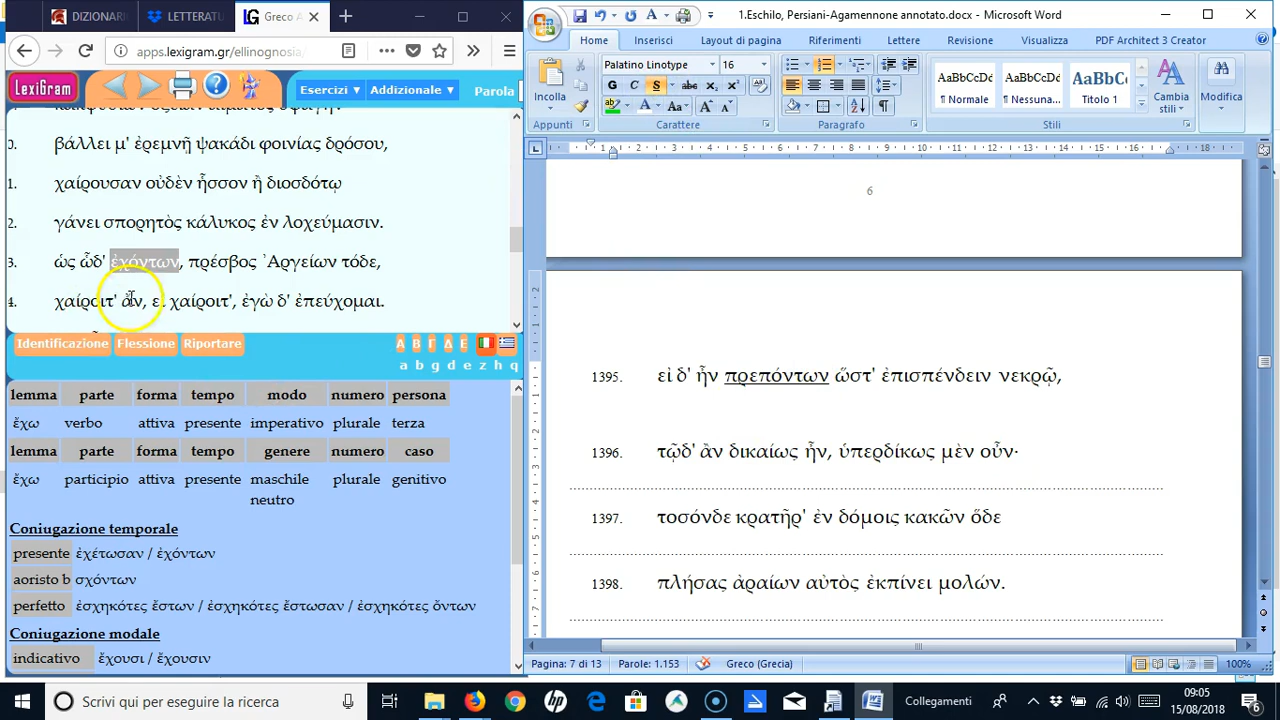 DIZIONARI
LETTERATU
Greco A
1.Eschilo, Persiani-Agamennone annotato.docx - Microsoft Word
apps.lexigram.gr/ellinognosia/
Home Inserisci Layout di pagina Riferimenti Lettere Revisione Visualizza PDF Architect 3 Creator
LexiGram
Esercizi Addizionale Parola
Incolla
Palatino Linotype 16
G C S
AaBbCcDd AaBbCcDd AaBbCcD
¶ Normale ¶ Nessuna... Titolo 1
Cambia stili
Modifica
Appunti Carattere Paragrafo Stili
0. βάλλει μ' ἐρεμνῇ ψακάδι φοινίας δρόσου,
1. χαίρουσαν οὐδὲν ἧσσον ἢ διοσδότῳ
2. γάνει σπορητὸς κάλυκος ἐν λοχεύμασιν.
3. ὡς ὧδ' ἐχόντων, πρέσβος Ἀργείων τόδε,
4. χαίροιτ' ἄν, εἰ χαίροιτ', ἐγὼ δ' ἐπεύχομαι.
Identificazione Flessione Riportare
Α Β Γ Δ Ε
a b g d e z h q
lemma parte forma tempo modo numero persona
ἔχω verbo attiva presente imperativo plurale terza
lemma parte forma tempo genere numero caso
ἔχω participio attiva presente maschile neutro plurale genitivo
Coniugazione temporale
presente ἐχέτωσαν / ἐχόντων
aoristo b σχόντων
perfetto ἐσχηκότες ἔστων / ἐσχηκότες ἔστωσαν / ἐσχηκότες ὄντων
Coniugazione modale
indicativo ἔχουσι / ἔχουσιν
6
1395. εἰ δ' ἦν πρεπόντων ὥστ' ἐπισπένδειν νεκρῷ,
1396. τῷδ' ἂν δικαίως ἦν, ὑπερδίκως μὲν οὖν·
1397. τοσόνδε κρατῆρ' ἐν δόμοις κακῶν ὅδε
1398. πλήσας ἀραίων αὐτὸς ἐκπίνει μολών.
Pagina: 7 di 13 Parole: 1.153 Greco (Grecia) 100%
Scrivi qui per eseguire la ricerca
Collegamenti
09:05
15/08/2018
6